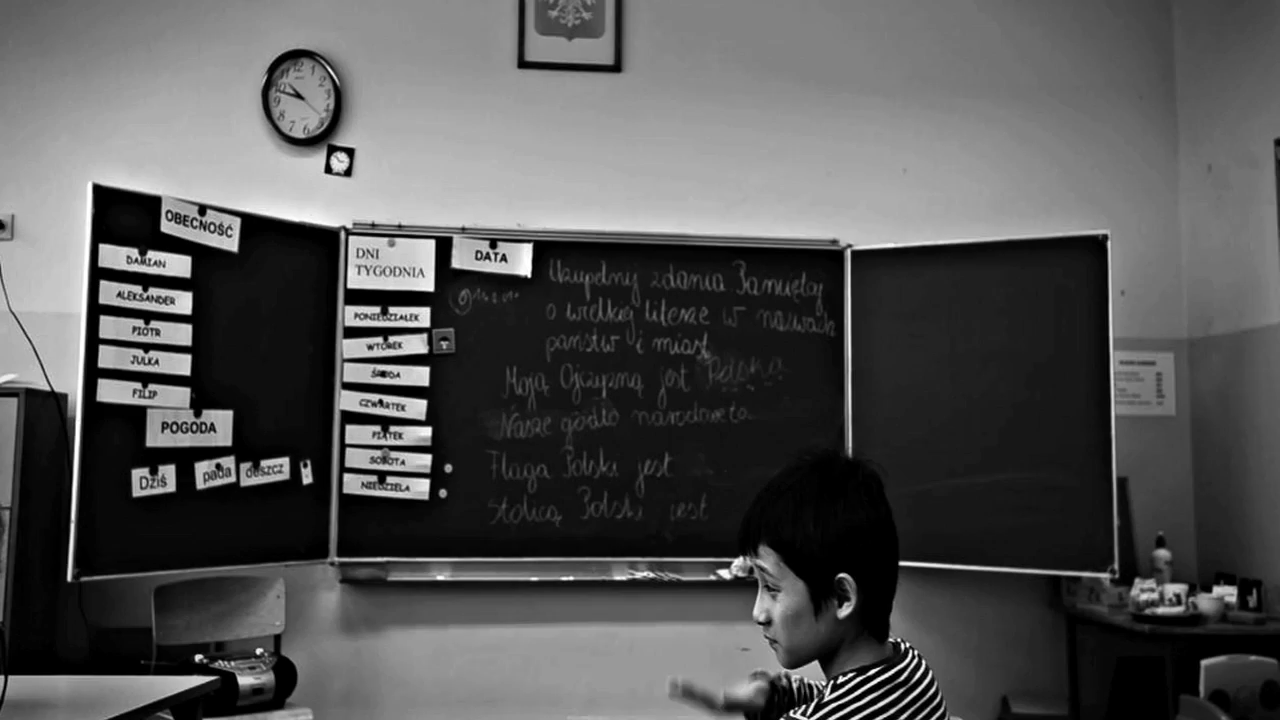 OBECNOŚĆ
DAMIAN
ALEKSANDER
PIOTR
JULKA
FILIP
POGODA
Dziś pada deszcz
DNI
TYGODNIA
PONIEDZIAŁEK
WTOREK
ŚRODA
CZWARTEK
PIĄTEK
SOBOTA
NIEDZIELA
DATA
Uzupełnij zdania Pamiętaj
o wielkiej literze w nazwach
państw i miast
Moją Ojczyzną jest Polska
Nasze godło narodowe to
Flaga Polski jest
Stolicą Polski jest